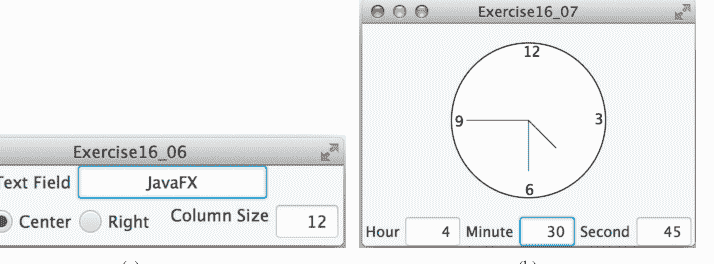 Exercise16_06
Text Field JavaFX
Center Right Column Size 12
Exercise16_07
12
9 3
6
Hour 4 Minute 30 Second 45